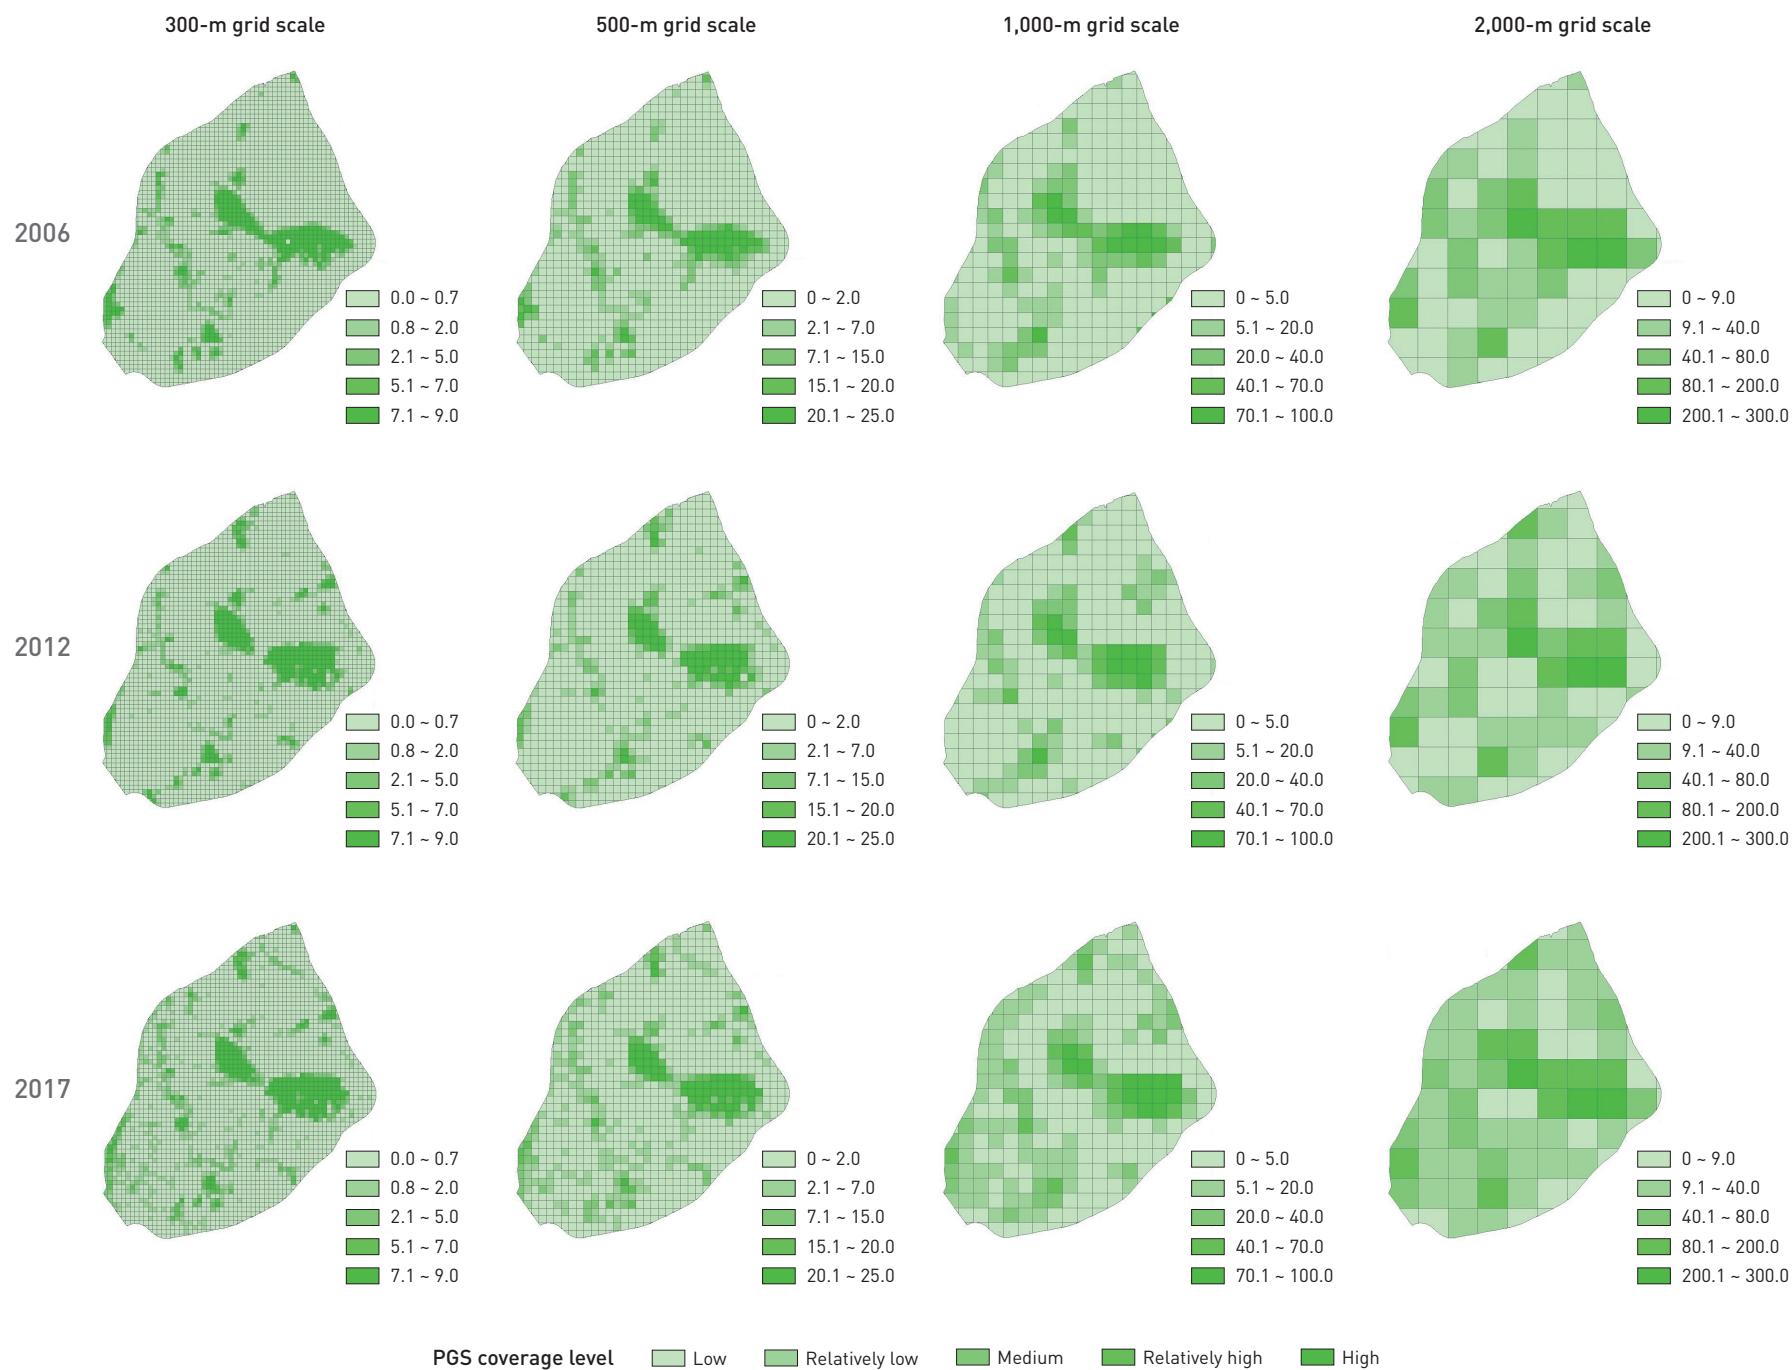 300-m grid scale
500-m grid scale
1,000-m grid scale
2,000-m grid scale
2006
0.0 ~ 0.7
0.8 ~ 2.0
2.1 ~ 5.0
5.1 ~ 7.0
7.1 ~ 9.0
0 ~ 2.0
2.1 ~ 7.0
7.1 ~ 15.0
15.1 ~ 20.0
20.1 ~ 25.0
0 ~ 5.0
5.1 ~ 20.0
20.0 ~ 40.0
40.1 ~ 70.0
70.1 ~ 100.0
0 ~ 9.0
9.1 ~ 40.0
40.1 ~ 80.0
80.1 ~ 200.0
200.1 ~ 300.0
2012
0.0 ~ 0.7
0.8 ~ 2.0
2.1 ~ 5.0
5.1 ~ 7.0
7.1 ~ 9.0
0 ~ 2.0
2.1 ~ 7.0
7.1 ~ 15.0
15.1 ~ 20.0
20.1 ~ 25.0
0 ~ 5.0
5.1 ~ 20.0
20.0 ~ 40.0
40.1 ~ 70.0
70.1 ~ 100.0
0 ~ 9.0
9.1 ~ 40.0
40.1 ~ 80.0
80.1 ~ 200.0
200.1 ~ 300.0
2017
0.0 ~ 0.7
0.8 ~ 2.0
2.1 ~ 5.0
5.1 ~ 7.0
7.1 ~ 9.0
0 ~ 2.0
2.1 ~ 7.0
7.1 ~ 15.0
15.1 ~ 20.0
20.1 ~ 25.0
0 ~ 5.0
5.1 ~ 20.0
20.0 ~ 40.0
40.1 ~ 70.0
70.1 ~ 100.0
0 ~ 9.0
9.1 ~ 40.0
40.1 ~ 80.0
80.1 ~ 200.0
200.1 ~ 300.0
PGS coverage level Low Relatively low Medium Relatively high High